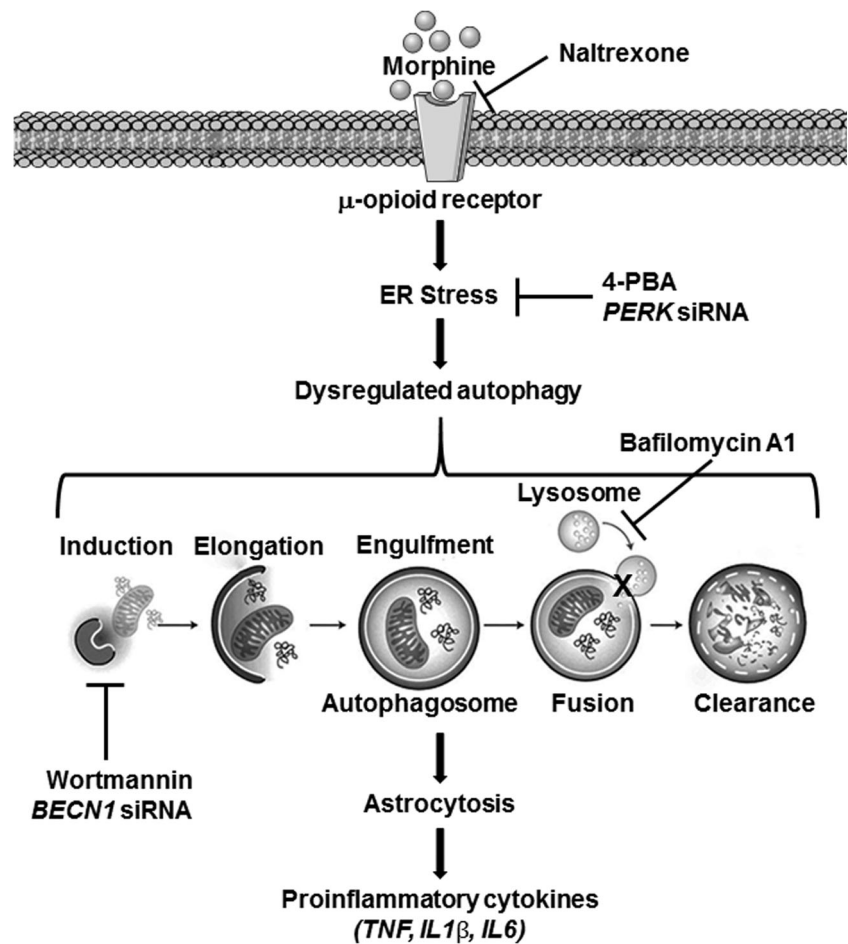 Morphine
Naltrexone
μ-opioid receptor
ER Stress
4-PBA
PERK siRNA
Dysregulated autophagy
Bafilomycin A1
Lysosome
Induction
Elongation
Engulfment
X
Autophagosome
Fusion
Clearance
Wortmannin
BECN1 siRNA
Astrocytosis
Proinflammatory cytokines
(TNF, IL1β, IL6)